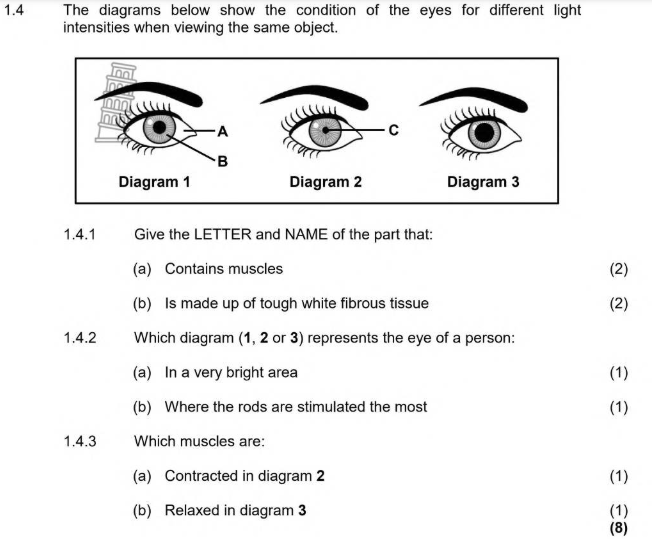 1.4 The diagrams below show the condition of the eyes for different light
intensities when viewing the same object.
A
B
C
Diagram 1 Diagram 2 Diagram 3
1.4.1 Give the LETTER and NAME of the part that:
(a) Contains muscles (2)
(b) Is made up of tough white fibrous tissue (2)
1.4.2 Which diagram (1, 2 or 3) represents the eye of a person:
(a) In a very bright area (1)
(b) Where the rods are stimulated the most (1)
1.4.3 Which muscles are:
(a) Contracted in diagram 2 (1)
(b) Relaxed in diagram 3 (1)
(8)